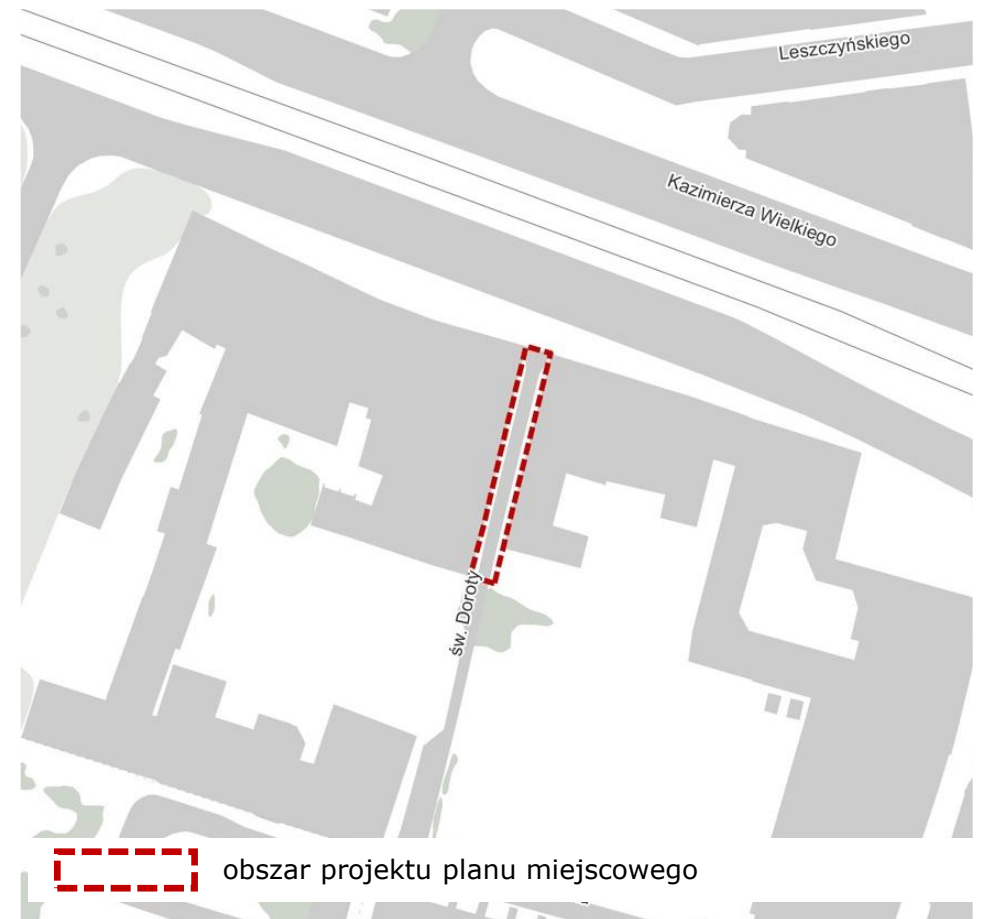 Leszczyńskiego
Kazimierza Wielkiego
św. Doroty
obszar projektu planu miejscowego